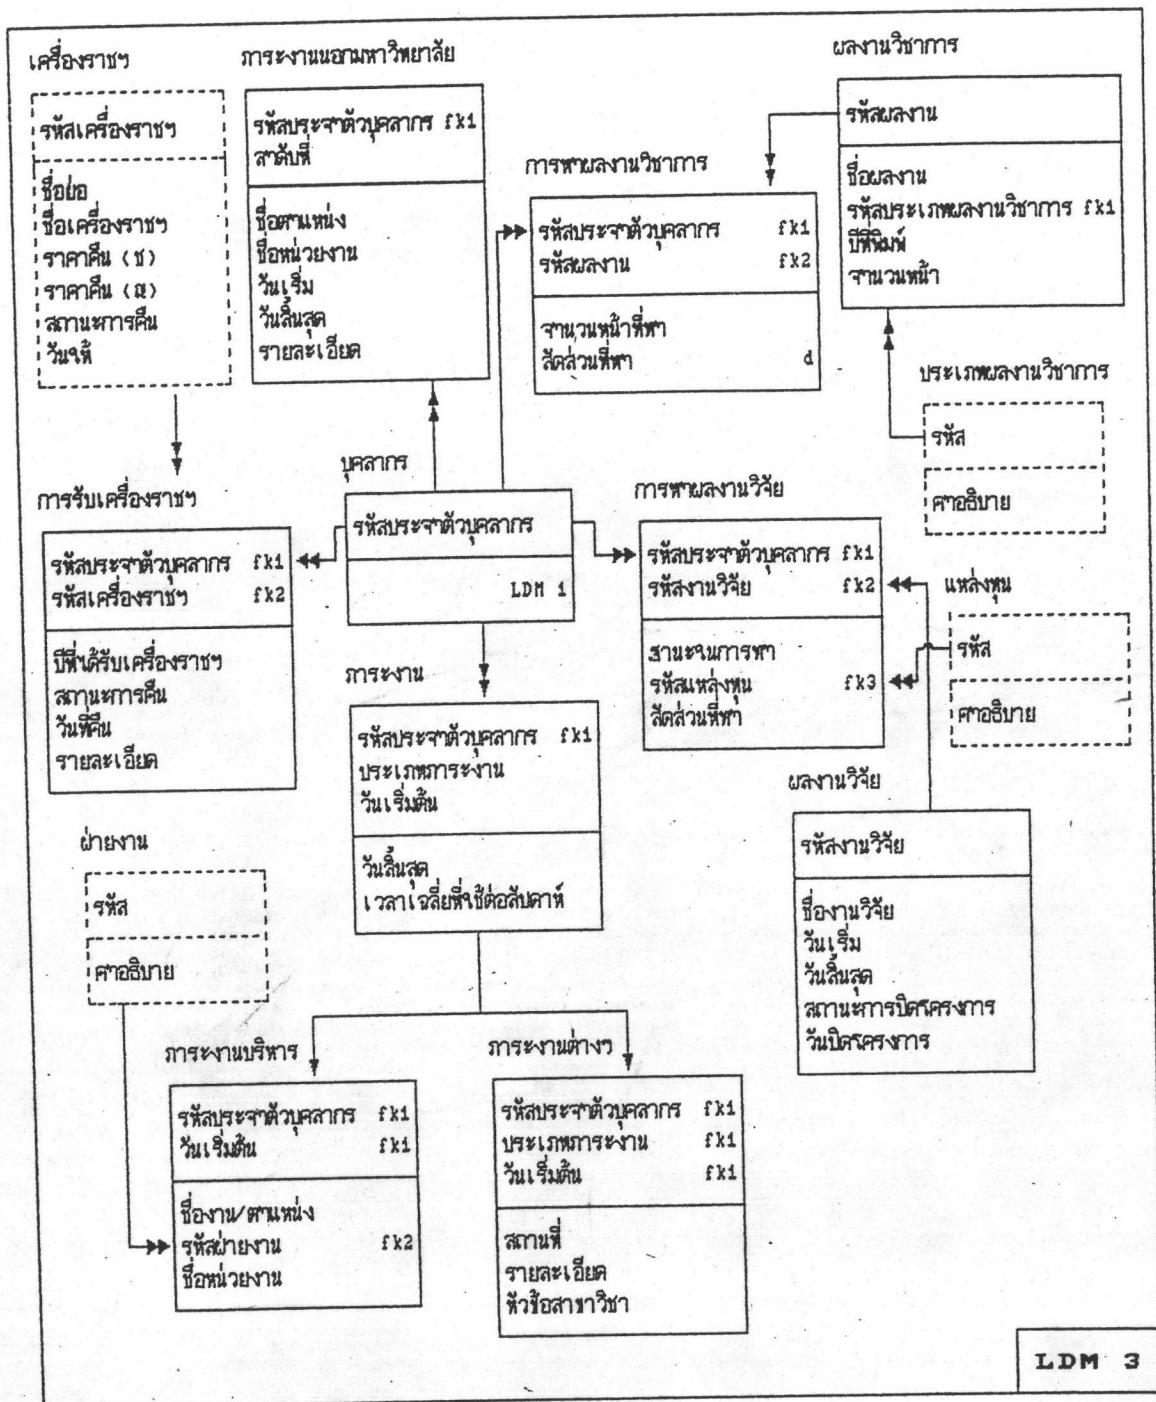 เครื่องราชฯ
รหัสเครื่องราชฯ
ชื่อย่อ
ชื่อเครื่องราชฯ
ราคาคืน (ช)
ราคาคืน (ญ)
สถานะการคืน
วันให้
ภาระงานนอกมหาวิทยาลัย
รหัสประจำตัวบุคลากร fk1
ลำดับที่
ชื่อตำแหน่ง
ชื่อหน่วยงาน
วันเริ่ม
วันสิ้นสุด
รายละเอียด
ผลงานวิชาการ
รหัสผลงาน
ชื่อผลงาน
รหัสประเภทผลงานวิชาการ fk1
ปีที่พิมพ์
จำนวนหน้า
การทำผลงานวิชาการ
รหัสประจำตัวบุคลากร fk1
รหัสผลงาน fk2
จำนวนหน้าที่ทำ
สัดส่วนที่ทำ d
ประเภทผลงานวิชาการ
รหัส
คำอธิบาย
บุคลากร
รหัสประจำตัวบุคลากร
LDM 1
การรับเครื่องราชฯ
รหัสประจำตัวบุคลากร fk1
รหัสเครื่องราชฯ fk2
ปีที่ได้รับเครื่องราชฯ
สถานะการคืน
วันที่คืน
รายละเอียด
การทำผลงานวิจัย
รหัสประจำตัวบุคลากร fk1
รหัสงานวิจัย fk2
ฐานะในการทำ
รหัสแหล่งทุน fk3
สัดส่วนที่ทำ
แหล่งทุน
รหัส
คำอธิบาย
ภาระงาน
รหัสประจำตัวบุคลากร fk1
ประเภทภาระงาน
วันเริ่มต้น
วันสิ้นสุด
เวลาเฉลี่ยที่ใช้ต่อสัปดาห์
ผลงานวิจัย
รหัสงานวิจัย
ชื่องานวิจัย
วันเริ่ม
วันสิ้นสุด
สถานะการปิดโครงการ
วันปิดโครงการ
ฝ่ายงาน
รหัส
คำอธิบาย
ภาระงานบริหาร
รหัสประจำตัวบุคลากร fk1
วันเริ่มต้น fk1
ชื่องาน/ตำแหน่ง
รหัสฝ่ายงาน fk2
ชื่อหน่วยงาน
ภาระงานต่างๆ
รหัสประจำตัวบุคลากร fk1
ประเภทภาระงาน fk1
วันเริ่มต้น fk1
สถานที่
รายละเอียด
หัวข้อสาขาวิชา
LDM 3